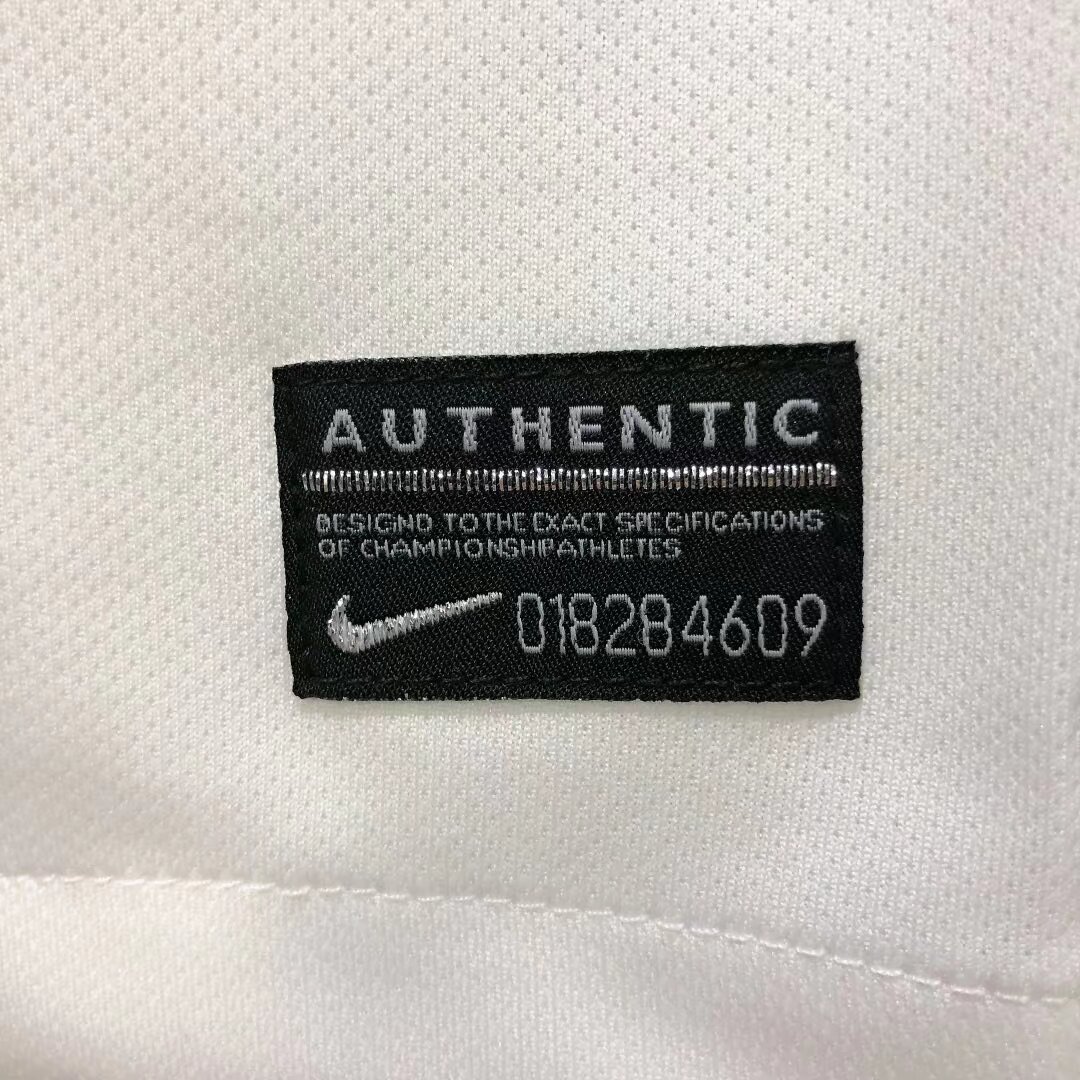 AUTHENTIC
DESIGND TO THE EXACT SPECIFICATIONS
OF CHAMPIONSHIPATHLETES
018284609